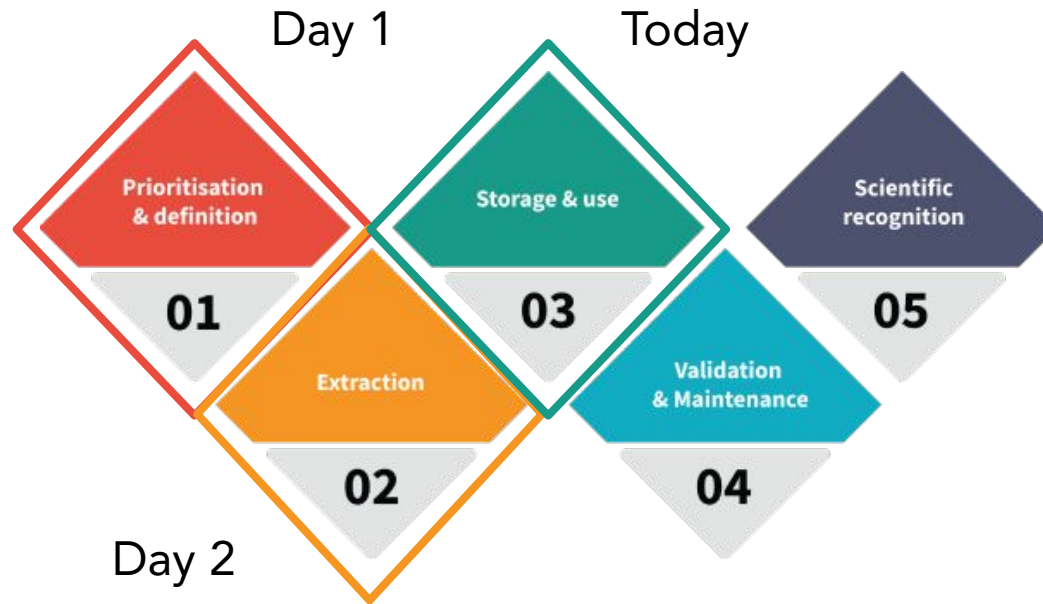 Day 1
Today
Prioritisation
& definition
01
Storage & use
03
Scientific
recognition
05
Extraction
02
Validation
& Maintenance
04
Day 2